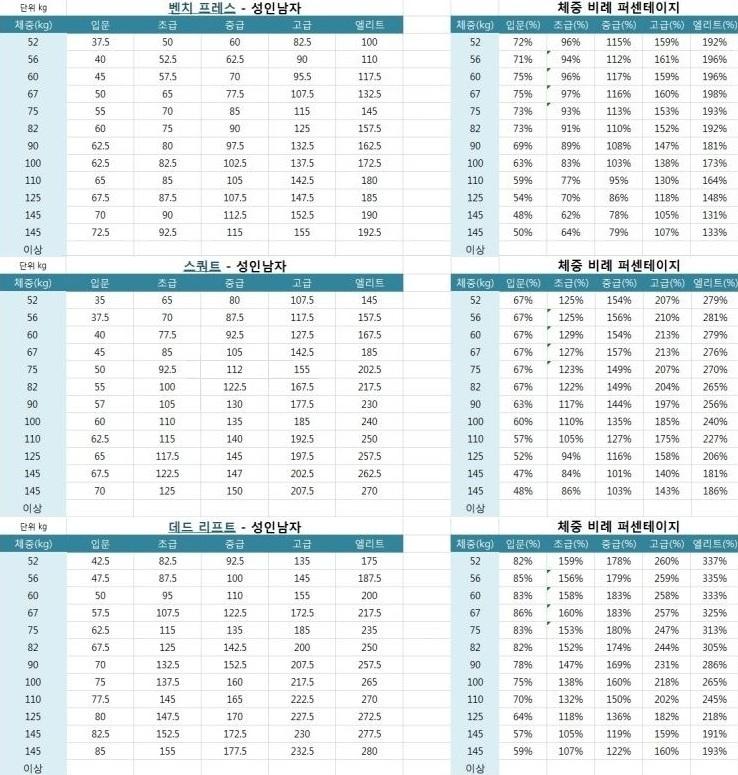 단위 kg 벤치 프레스 - 성인남자 체중 비례 퍼센테이지
체중(kg) 입문 초급 중급 고급 엘리트 체중(kg) 입문(%) 초급(%) 중급(%) 고급(%) 엘리트(%)
52 37.5 50 60 82.5 100 52 72% 96% 115% 159% 192%
56 40 52.5 62.5 90 110 56 71% 94% 112% 161% 196%
60 45 57.5 70 95.5 117.5 60 75% 96% 117% 159% 196%
67 50 65 77.5 107.5 132.5 67 75% 97% 116% 160% 198%
75 55 70 85 115 145 75 73% 93% 113% 153% 193%
82 60 75 90 125 157.5 82 73% 91% 110% 152% 192%
90 62.5 80 97.5 132.5 162.5 90 69% 89% 108% 147% 181%
100 62.5 82.5 102.5 137.5 172.5 100 63% 83% 103% 138% 173%
110 65 85 105 142.5 180 110 59% 77% 95% 130% 164%
125 67.5 87.5 107.5 147.5 185 125 54% 70% 86% 118% 148%
145 70 90 112.5 152.5 190 145 48% 62% 78% 105% 131%
145 72.5 92.5 115 155 192.5 145 50% 64% 79% 107% 133%
이상 이상
단위 kg 스쿼트 - 성인남자 체중 비례 퍼센테이지
체중(kg) 입문 초급 중급 고급 엘리트 체중(kg) 입문(%) 초급(%) 중급(%) 고급(%) 엘리트(%)
52 35 65 80 107.5 145 52 67% 125% 154% 207% 279%
56 37.5 70 87.5 117.5 157.5 56 67% 125% 156% 210% 281%
60 40 77.5 92.5 127.5 167.5 60 67% 129% 154% 213% 279%
67 45 85 105 142.5 185 67 67% 127% 157% 213% 276%
75 50 92.5 112 155 202.5 75 67% 123% 149% 207% 270%
82 55 100 122.5 167.5 217.5 82 67% 122% 149% 204% 265%
90 57 105 130 177.5 230 90 63% 117% 144% 197% 256%
100 60 110 135 185 240 100 60% 110% 135% 185% 240%
110 62.5 115 140 192.5 250 110 57% 105% 127% 175% 227%
125 65 117.5 145 197.5 257.5 125 52% 94% 116% 158% 206%
145 67.5 122.5 147 202.5 262.5 145 47% 84% 101% 140% 181%
145 70 125 150 207.5 270 145 48% 86% 103% 143% 186%
이상 이상
단위 kg 데드 리프트 - 성인남자 체중 비례 퍼센테이지
체중(kg) 입문 초급 중급 고급 엘리트 체중(kg) 입문(%) 초급(%) 중급(%) 고급(%) 엘리트(%)
52 42.5 82.5 92.5 135 175 52 82% 159% 178% 260% 337%
56 47.5 87.5 100 145 187.5 56 85% 156% 179% 259% 335%
60 50 95 110 155 200 60 83% 158% 183% 258% 333%
67 57.5 107.5 122.5 172.5 217.5 67 86% 160% 183% 257% 325%
75 62.5 115 135 185 235 75 83% 153% 180% 247% 313%
82 67.5 125 142.5 200 250 82 82% 152% 174% 244% 305%
90 70 132.5 152.5 207.5 257.5 90 78% 147% 169% 231% 286%
100 75 137.5 160 217.5 265 100 75% 138% 160% 218% 265%
110 77.5 145 165 222.5 270 110 70% 132% 150% 202% 245%
125 80 147.5 170 227.5 272.5 125 64% 118% 136% 182% 218%
145 82.5 152.5 172.5 230 277.5 145 57% 105% 119% 159% 191%
145 85 155 177.5 232.5 280 145 59% 107% 122% 160% 193%
이상 이상